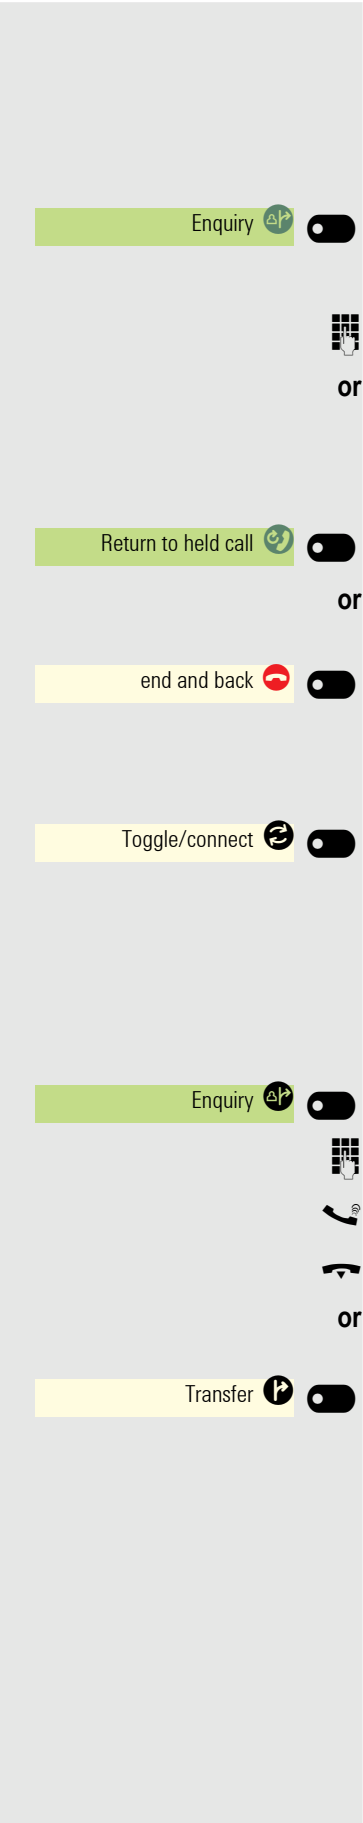 Enquiry
or
Return to held call
or
end and back
Toggle/connect
Enquiry
or
Transfer